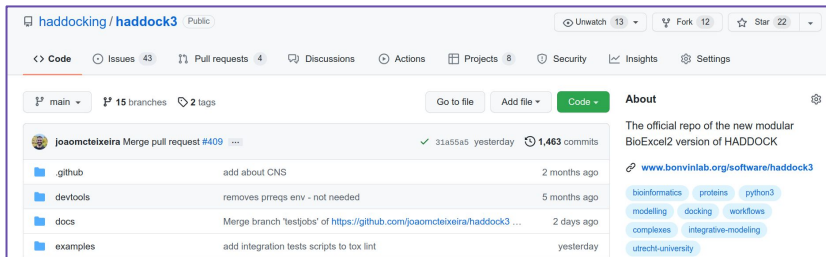 haddocking / haddock3 Public
Unwatch 13 Fork 12 Star 22
<> Code Issues 43 Pull requests 4 Discussions Actions Projects 8 Security Insights Settings
main 15 branches 2 tags Go to file Add file Code
joaomcteixeira Merge pull request #409 ... 31a55a5 yesterday 1,463 commits
.github add about CNS 2 months ago
devtools removes prreqs env - not needed 5 months ago
docs Merge branch 'testjobs' of https://github.com/joaomcteixeira/haddock3 ... 2 days ago
examples add integration tests scripts to tox lint yesterday
About
The official repo of the new modular
BioExcel2 version of HADDOCK
www.bonvinlab.org/software/haddock3
bioinformatics proteins python3
modelling docking workflows
complexes integrative-modeling
utrecht-university